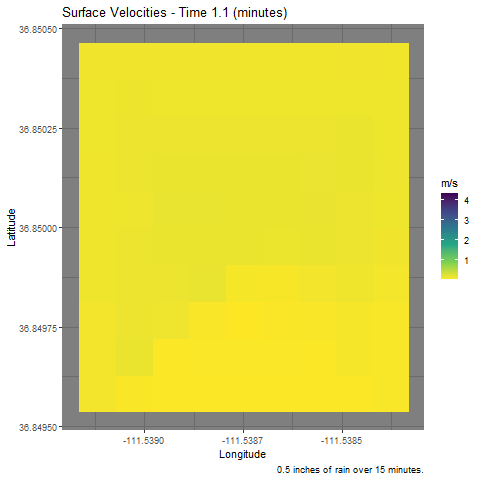 Surface Velocities - Time 1.1 (minutes)
36.85050
36.85025
36.85000
36.84975
36.84950
Latitude
-111.5390
-111.5387
-111.5385
Longitude
m/s
4
3
2
1
0.5 inches of rain over 15 minutes.